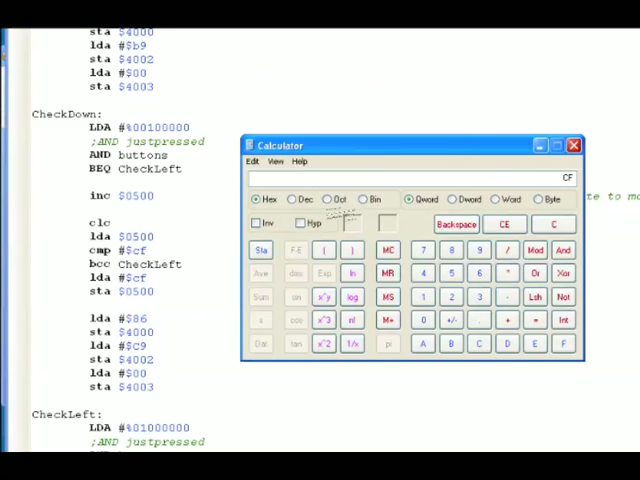 sta $4000
lda #$b9
sta $4002
lda #$00
sta $4003
CheckDown:
LDA #%00100000
;AND justpressed
AND buttons
BEQ CheckLeft
inc $0500
te to mo
clc
lda $0500
cmp #$cf
bcc CheckLeft
lda #$cf
sta $0500
lda #$86
sta $4000
lda #$c9
sta $4002
lda #$00
sta $4003
CheckLeft:
LDA #%01000000
;AND justpressed
Calculator
Edit View Help
CF
Hex Dec Oct Bin Qword Dword Word Byte
Inv Hyp Backspace CE C
Sta F-E ( ) MC 7 8 9 / Mod And
Ave dms Exp ln MR 4 5 6 * Or Xor
Sum sin x^y log MS 1 2 3 - Lsh Not
s cos x^3 n! M+ 0 +/- . + = Int
Dat tan x^2 1/x pi A B C D E F